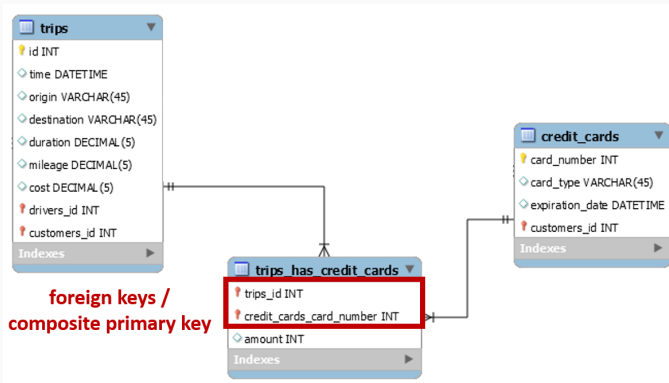 trips
id INT
time DATETIME
origin VARCHAR(45)
destination VARCHAR(45)
duration DECIMAL(5)
mileage DECIMAL(5)
cost DECIMAL(5)
drivers_id INT
customers_id INT
Indexes
credit_cards
card_number INT
card_type VARCHAR(45)
expiration_date DATETIME
customers_id INT
Indexes
foreign keys /
composite primary key
trips_has_credit_cards
trips_id INT
credit_cards_card_number INT
amount INT
Indexes